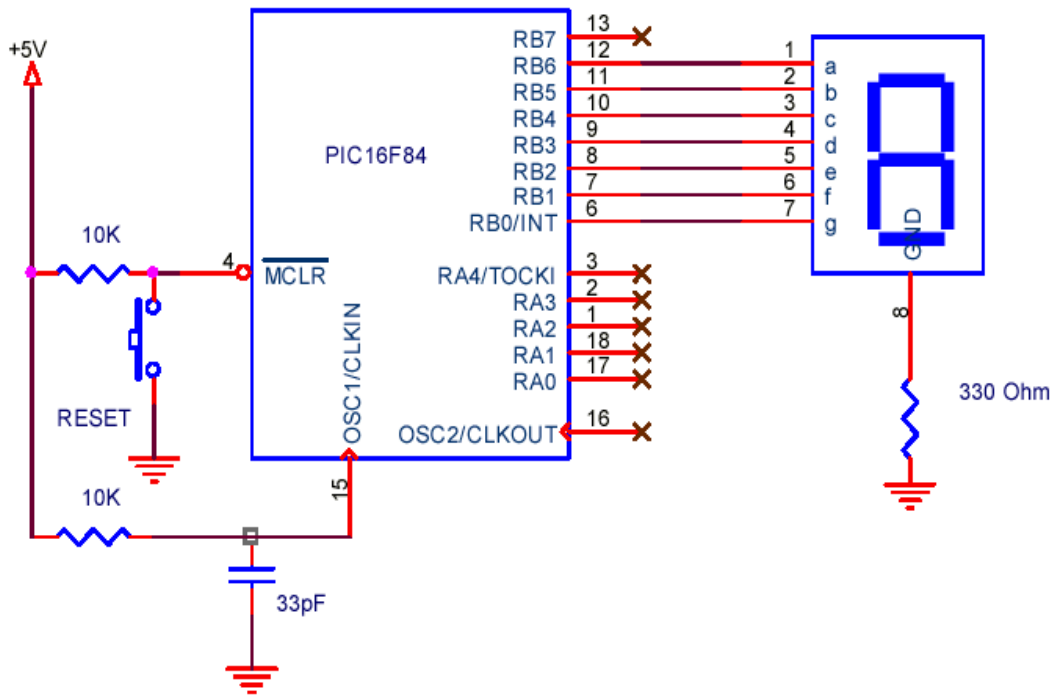 +5V
PIC16F84
RB7 13
RB6 12
RB5 11
RB4 10
RB3 9
RB2 8
RB1 7
RB0/INT 6
1 a
2 b
3 c
4 d
5 e
6 f
7 g
GND
8
330 Ohm
10K
4 MCLR
RA4/TOCKI 3
RA3 2
RA2 1
RA1 18
RA0 17
OSC2/CLKOUT 16
OSC1/CLKIN
15
RESET
10K
33pF